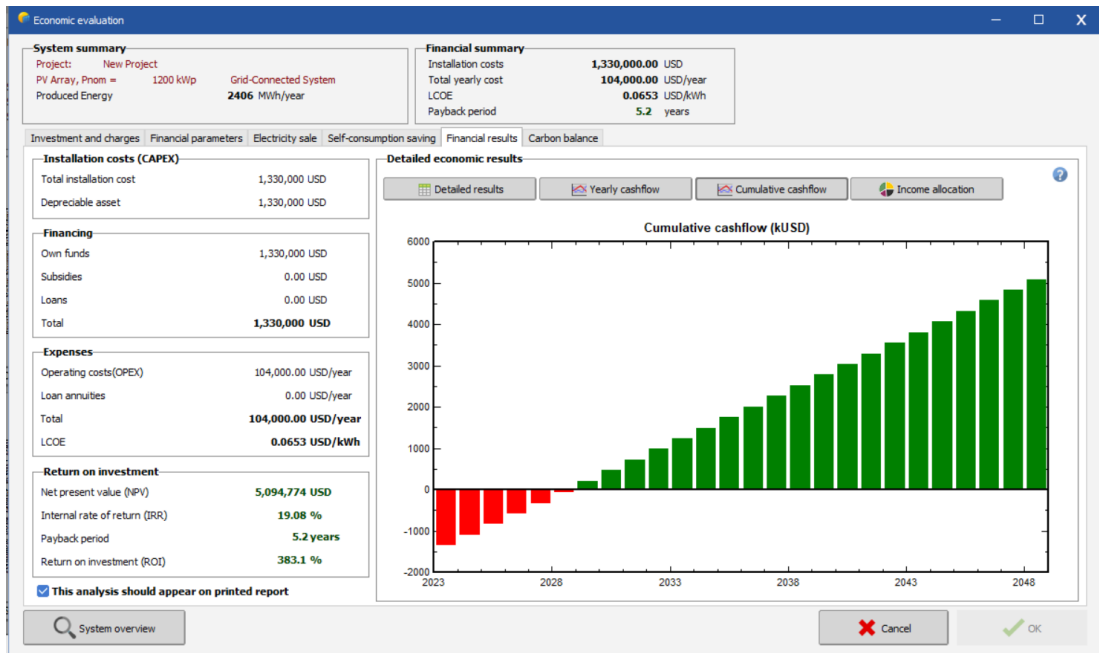 Economic evaluation
System summary
Project: New Project
PV Array, Pnom = 1200 kWp Grid-Connected System
Produced Energy 2406 MWh/year
Financial summary
Installation costs 1,330,000.00 USD
Total yearly cost 104,000.00 USD/year
LCOE 0.0653 USD/kWh
Payback period 5.2 years
Investment and charges Financial parameters Electricity sale Self-consumption saving Financial results Carbon balance
Installation costs (CAPEX)
Total installation cost 1,330,000 USD
Depreciable asset 1,330,000 USD
Financing
Own funds 1,330,000 USD
Subsidies 0.00 USD
Loans 0.00 USD
Total 1,330,000 USD
Expenses
Operating costs(OPEX) 104,000.00 USD/year
Loan annuities 0.00 USD/year
Total 104,000.00 USD/year
LCOE 0.0653 USD/kWh
Return on investment
Net present value (NPV) 5,094,774 USD
Internal rate of return (IRR) 19.08 %
Payback period 5.2 years
Return on investment (ROI) 383.1 %
This analysis should appear on printed report
Detailed economic results
Detailed results Yearly cashflow Cumulative cashflow Income allocation
?
Cumulative cashflow (kUSD)
6000
5000
4000
3000
2000
1000
0
-1000
-2000
2023 2028 2033 2038 2043 2048
System overview Cancel OK